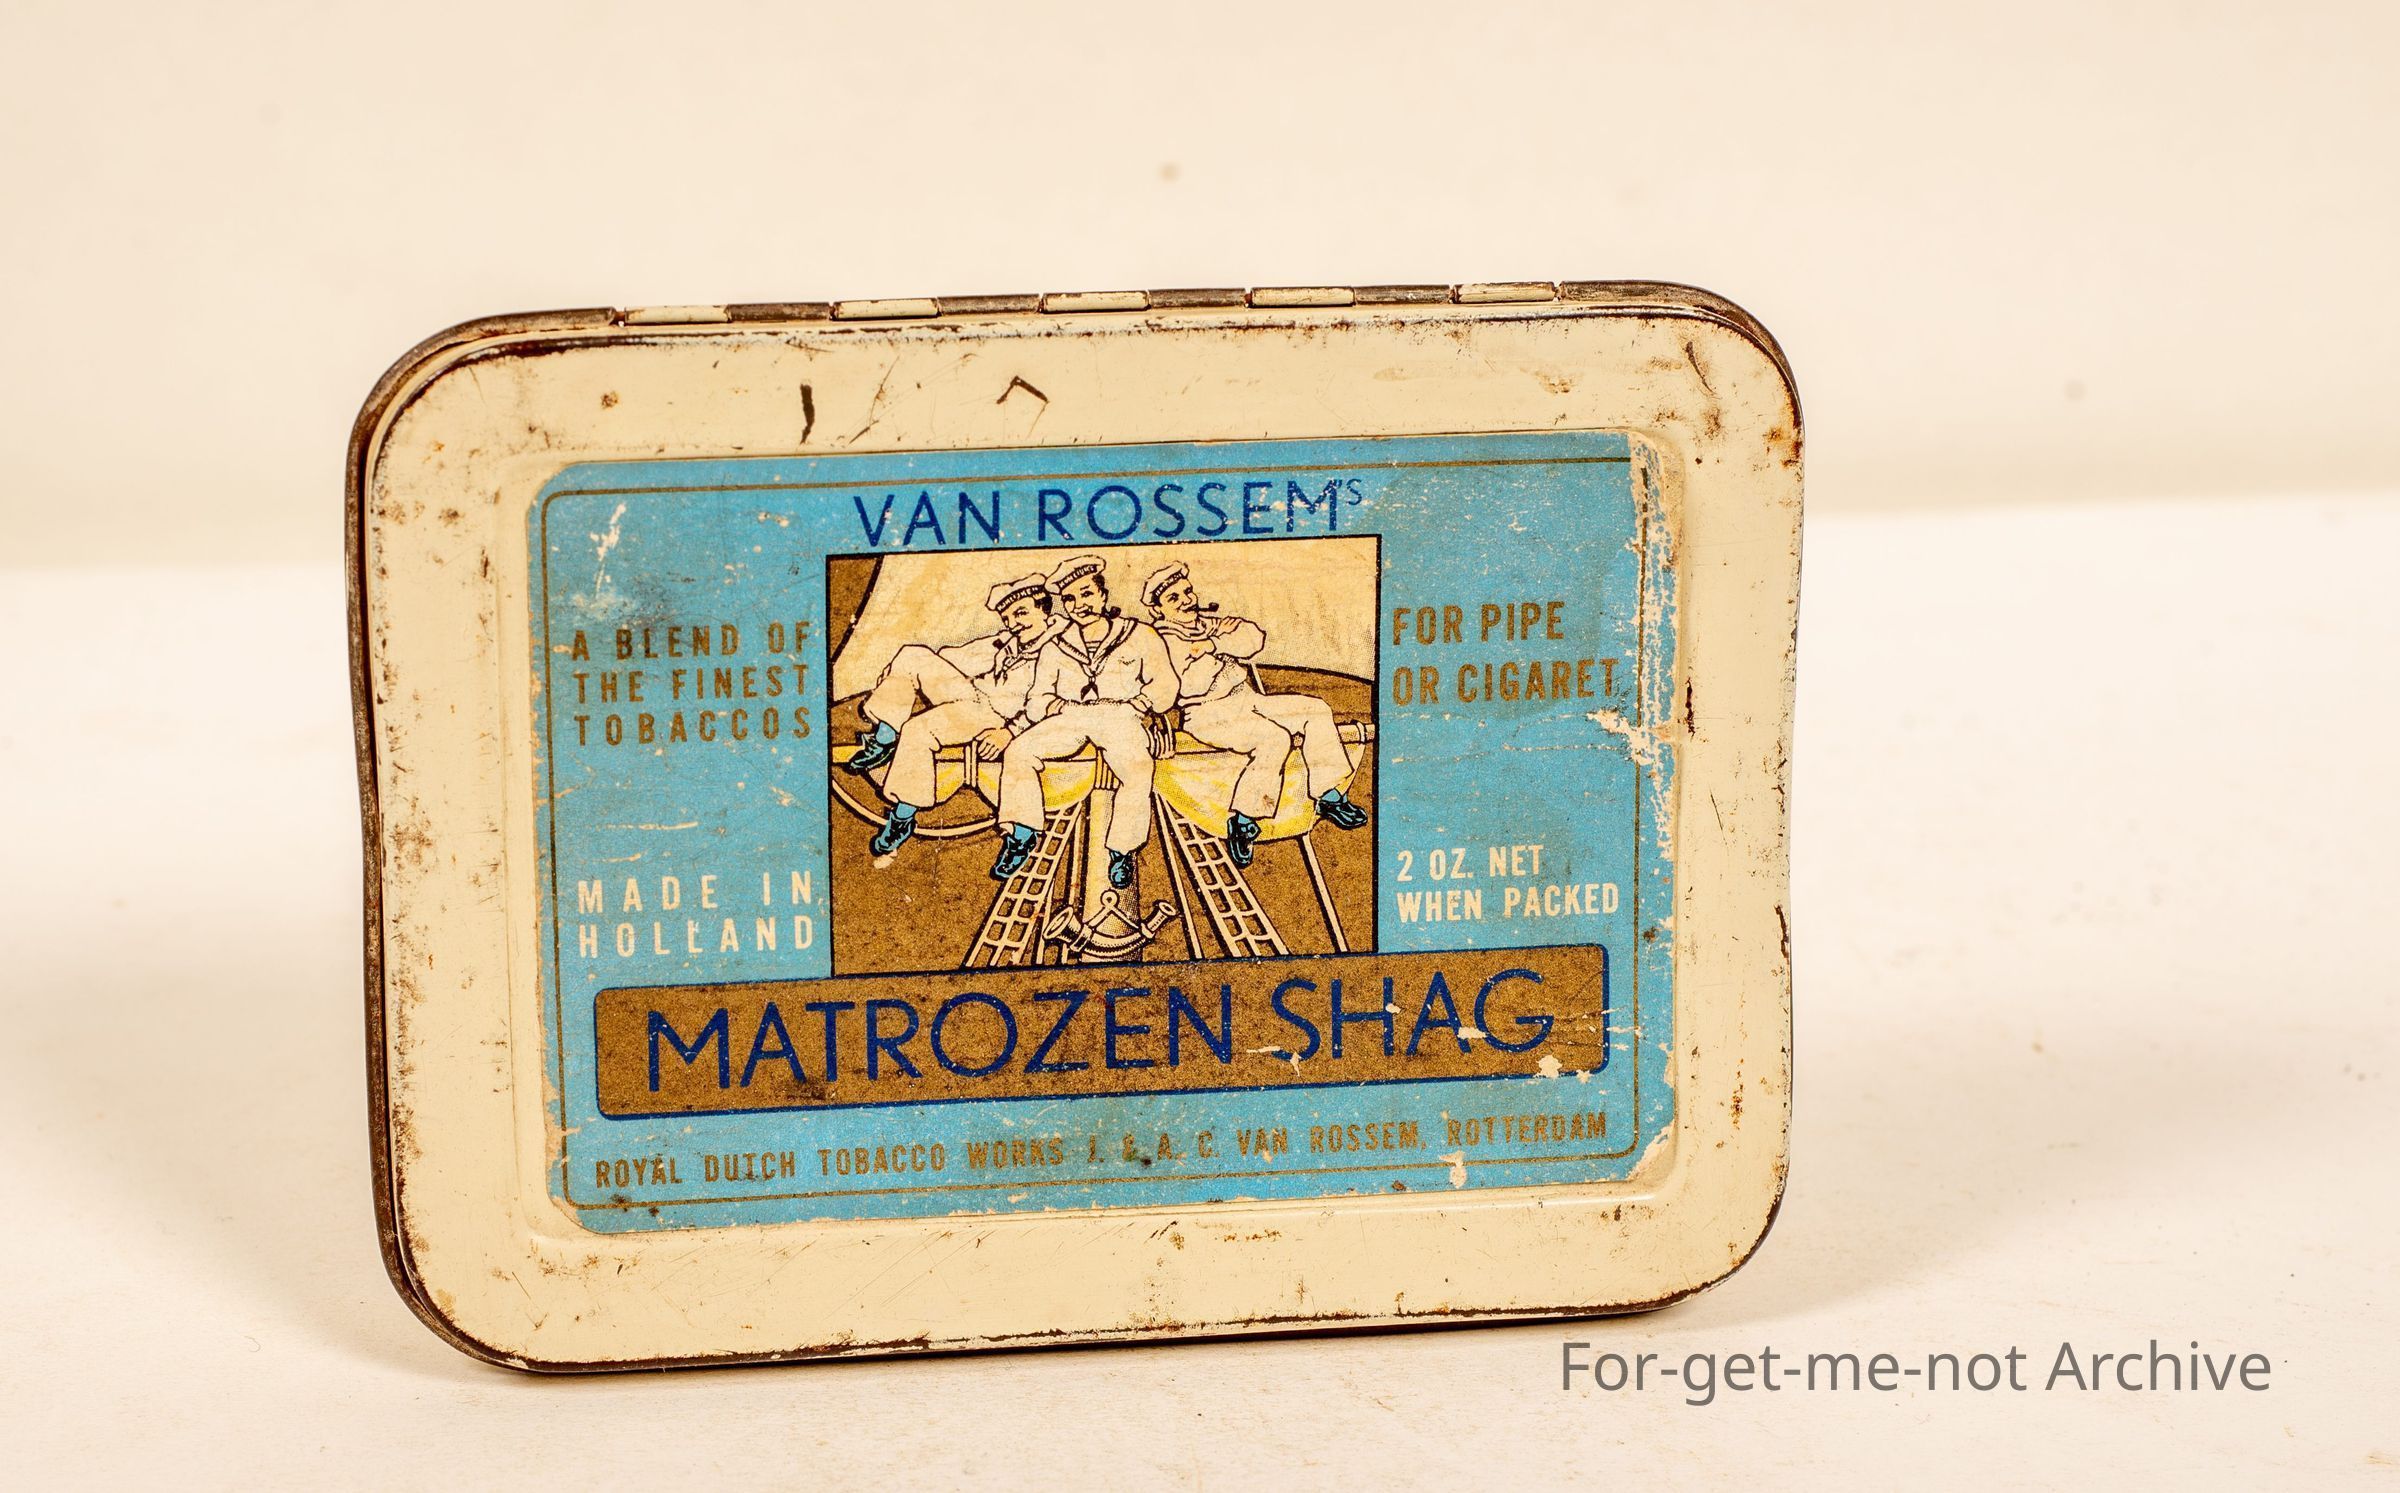 VAN ROSSEM'S
A BLEND OF
THE FINEST
TOBACCOS
FOR PIPE
OR CIGARET
MADE IN
HOLLAND
2 OZ. NET
WHEN PACKED
MATROZEN SHAG
ROYAL DUTCH TOBACCO WORKS J. & A. C. VAN ROSSEM, ROTTERDAM
For-get-me-not Archive